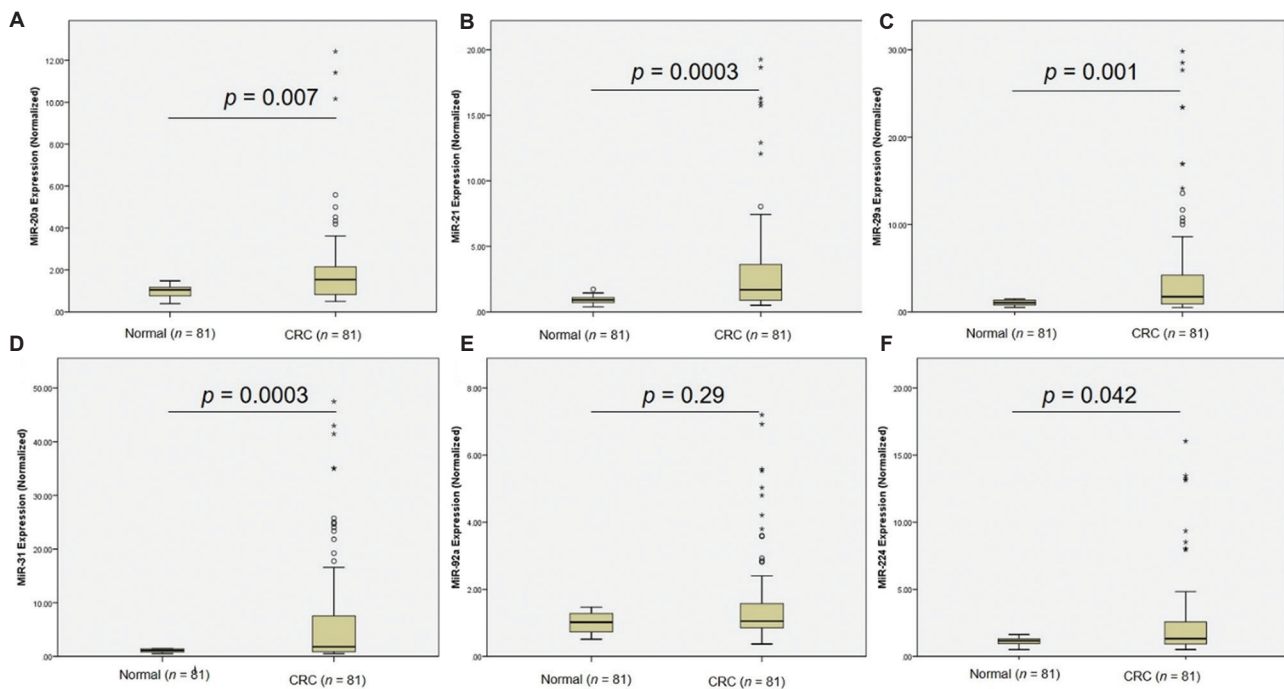 A
MiR-20a Expression (Normalized)
12.00
10.00
8.00
6.00
4.00
2.00
.00
p = 0.007
Normal (n = 81)
CRC (n = 81)
B
MiR-21 Expression (Normalized)
20.00
15.00
10.00
5.00
.00
p = 0.0003
Normal (n = 81)
CRC (n = 81)
C
MiR-29a Expression (Normalized)
30.00
20.00
10.00
.00
p = 0.001
Normal (n = 81)
CRC (n = 81)
D
MiR-31 Expression (Normalized)
50.00
40.00
30.00
20.00
10.00
.00
p = 0.0003
Normal (n = 81)
CRC (n = 81)
E
MiR-92a Expression (Normalized)
8.00
6.00
4.00
2.00
.00
p = 0.29
Normal (n = 81)
CRC (n = 81)
F
MiR-224 Expression (Normalized)
20.00
15.00
10.00
5.00
.00
p = 0.042
Normal (n = 81)
CRC (n = 81)